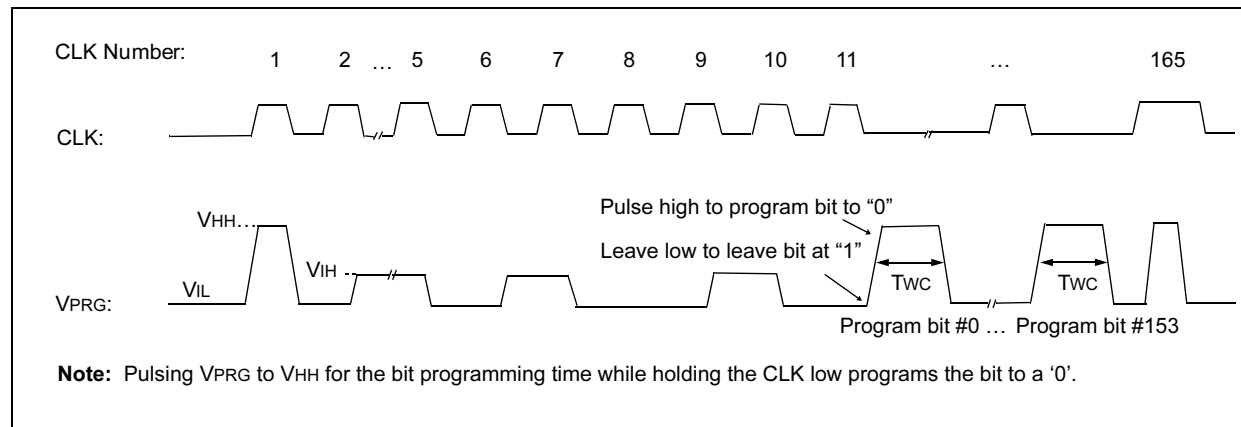 CLK Number:
1 2 … 5 6 7 8 9 10 11 … 165
CLK:
Pulse high to program bit to “0”
VHH…
Leave low to leave bit at “1”
VIH
TWC TWC
VIL
VPRG:
Program bit #0 … Program bit #153
Note: Pulsing VPRG to VHH for the bit programming time while holding the CLK low programs the bit to a ‘0’.